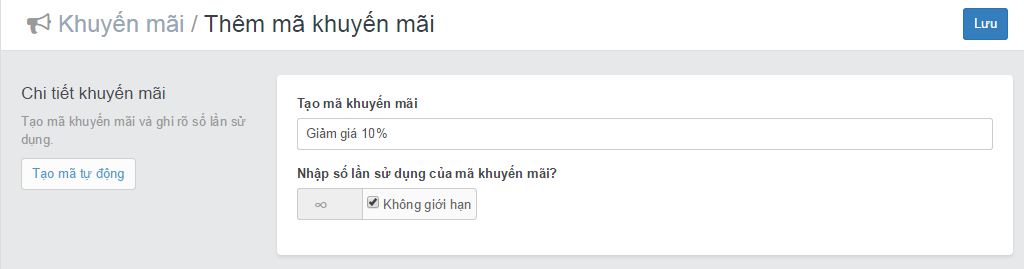 Khuyến mãi / Thêm mã khuyến mãi
Lưu
Chi tiết khuyến mãi
Tạo mã khuyến mãi và ghi rõ số lần sử
dụng.
Tạo mã tự động
Tạo mã khuyến mãi
Giảm giá 10%
Nhập số lần sử dụng của mã khuyến mãi?
∞
Không giới hạn